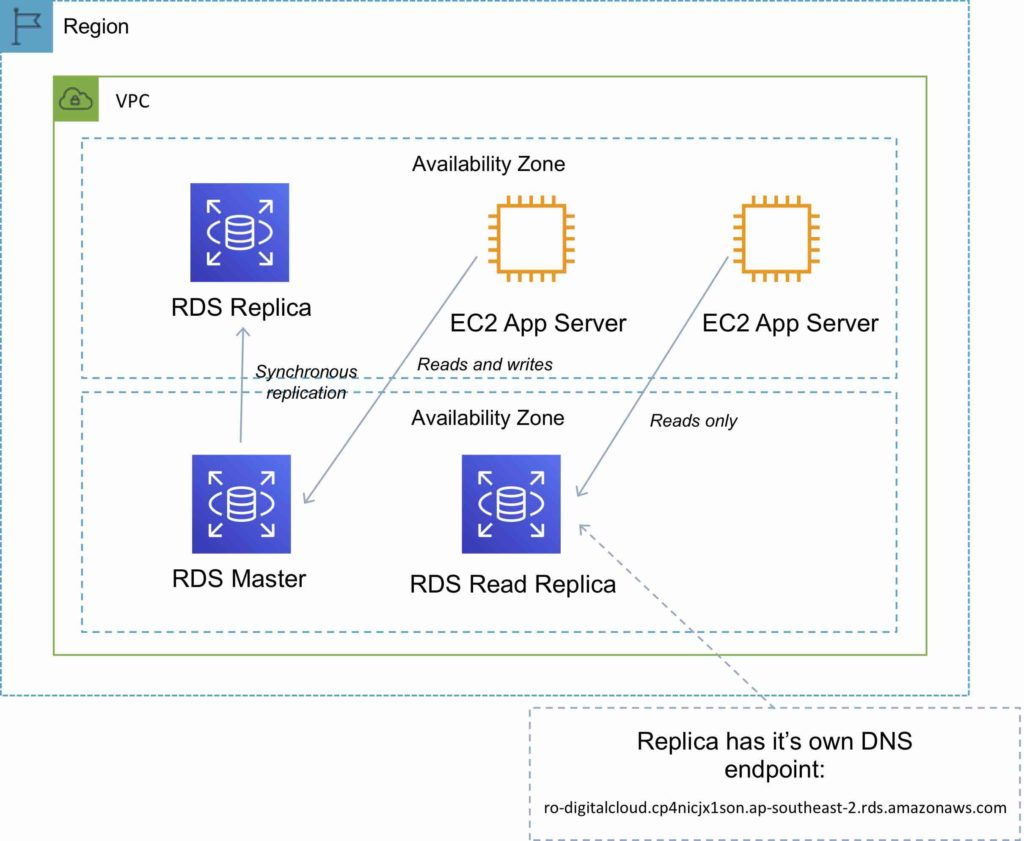 Region
VPC
Availability Zone
RDS Replica
EC2 App Server
EC2 App Server
Synchronous
replication
Reads and writes
Availability Zone
Reads only
RDS Master
RDS Read Replica
Replica has it's own DNS
endpoint:
ro-digitalcloud.cp4nicjx1son.ap-southeast-2.rds.amazonaws.com